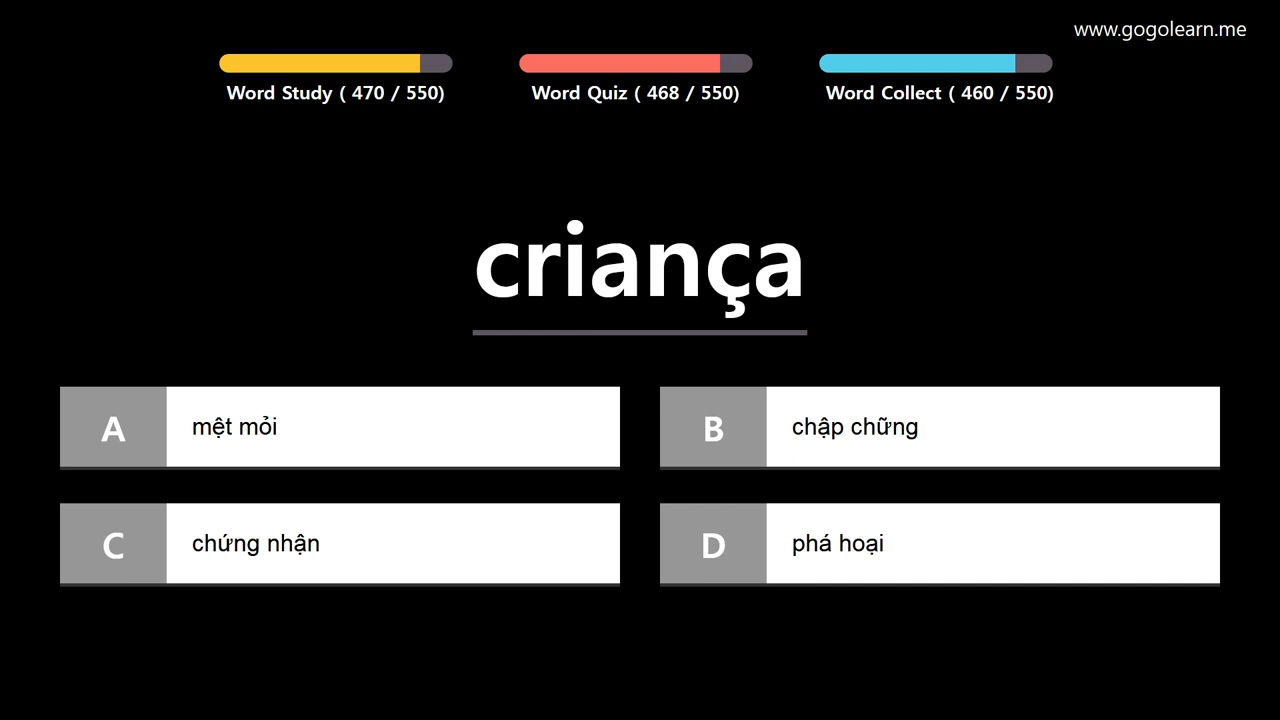 www.gogolearn.me
Word Study ( 470 / 550)
Word Quiz ( 468 / 550)
Word Collect ( 460 / 550)
criança
A mệt mỏi
B chập chững
C chứng nhận
D phá hoại